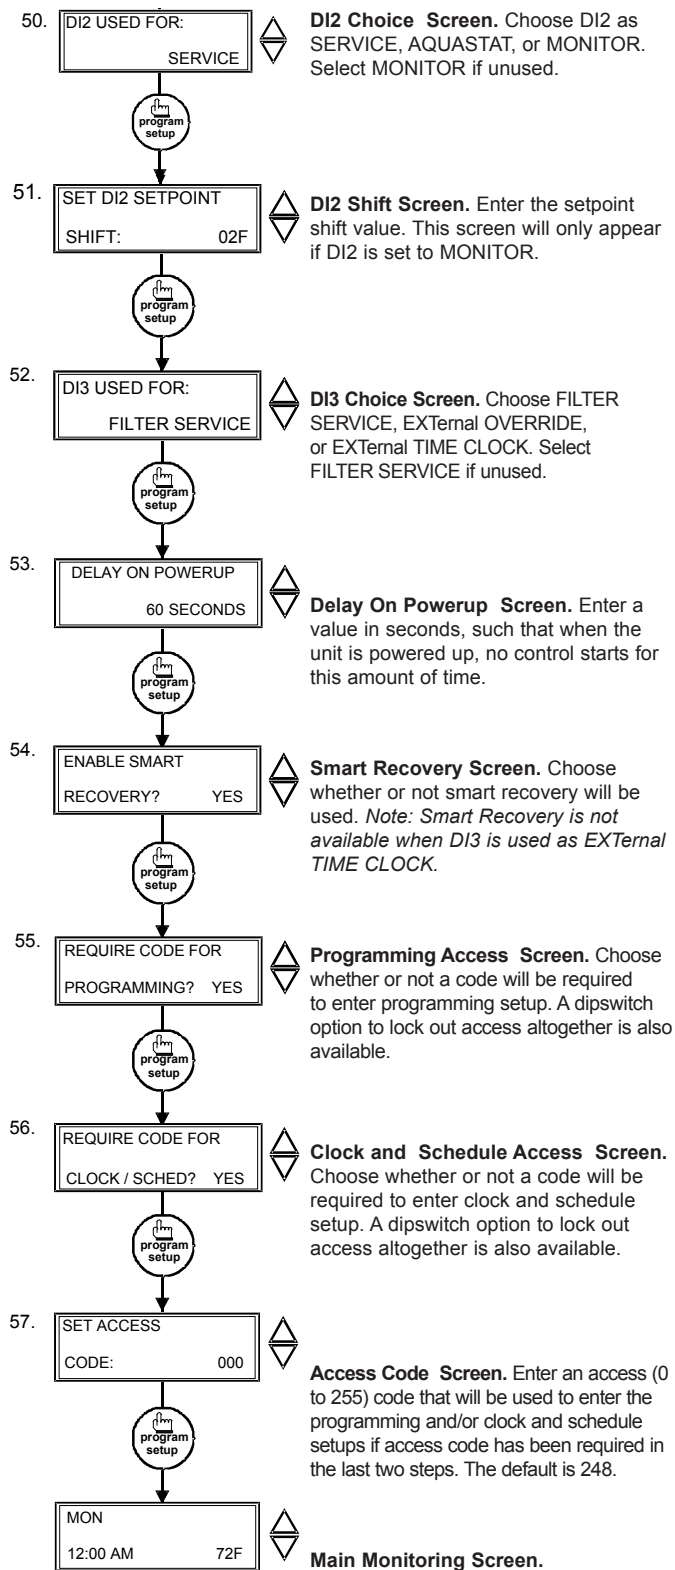 50.
DI2 USED FOR:
SERVICE
DI2 Choice Screen. Choose DI2 as
SERVICE, AQUASTAT, or MONITOR.
Select MONITOR if unused.
program
setup
51.
SET DI2 SETPOINT
SHIFT: 02F
DI2 Shift Screen. Enter the setpoint
shift value. This screen will only appear
if DI2 is set to MONITOR.
program
setup
52.
DI3 USED FOR:
FILTER SERVICE
DI3 Choice Screen. Choose FILTER
SERVICE, EXTernal OVERRIDE,
or EXTernal TIME CLOCK. Select
FILTER SERVICE if unused.
program
setup
53.
DELAY ON POWERUP
60 SECONDS
Delay On Powerup Screen. Enter a
value in seconds, such that when the
unit is powered up, no control starts for
this amount of time.
program
setup
54.
ENABLE SMART
RECOVERY? YES
Smart Recovery Screen. Choose
whether or not smart recovery will be
used. Note: Smart Recovery is not
available when DI3 is used as EXTernal
TIME CLOCK.
program
setup
55.
REQUIRE CODE FOR
PROGRAMMING? YES
Programming Access Screen. Choose
whether or not a code will be required
to enter programming setup. A dipswitch
option to lock out access altogether is also
available.
program
setup
56.
REQUIRE CODE FOR
CLOCK / SCHED? YES
Clock and Schedule Access Screen.
Choose whether or not a code will be
required to enter clock and schedule
setup. A dipswitch option to lock out
access altogether is also available.
program
setup
57.
SET ACCESS
CODE: 000
Access Code Screen. Enter an access (0
to 255) code that will be used to enter the
programming and/or clock and schedule
setups if access code has been required in
the last two steps. The default is 248.
program
setup
MON
12:00 AM 72F
Main Monitoring Screen.